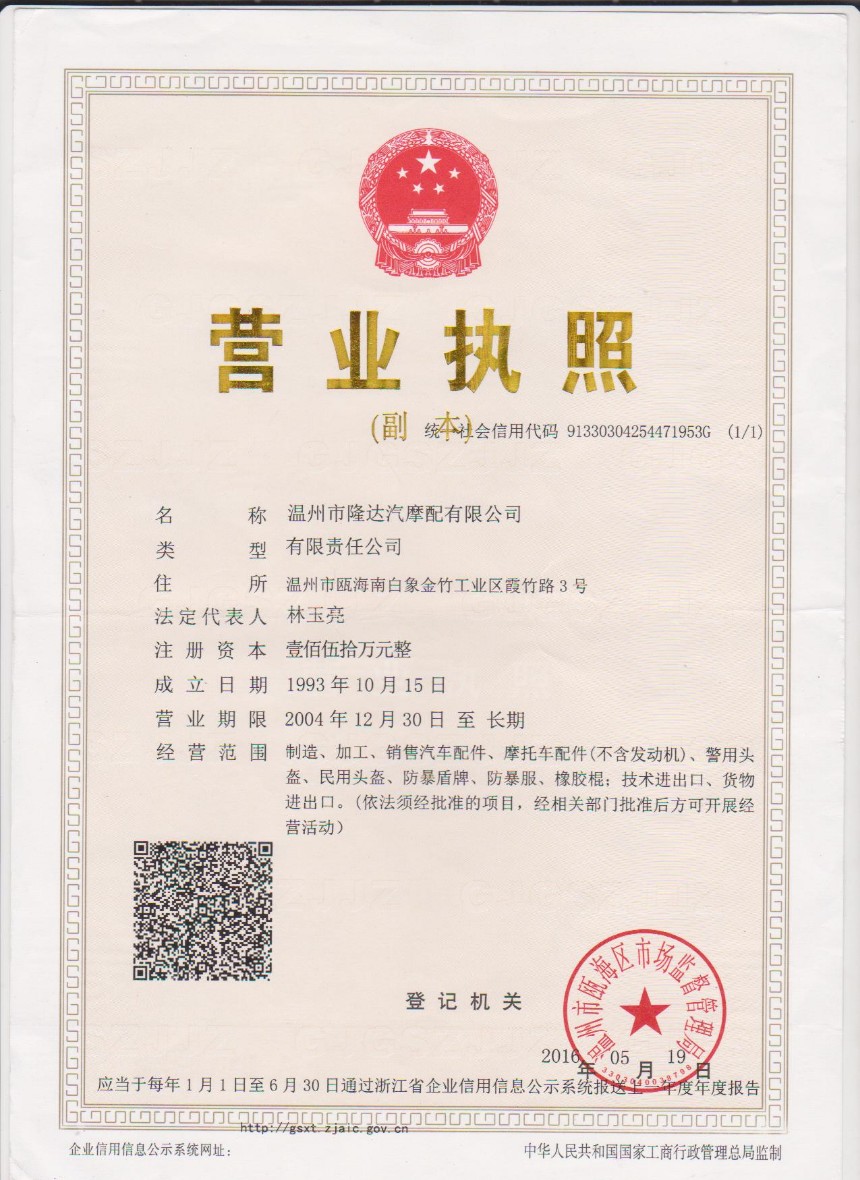 营业执照
(副 本)
统一社会信用代码 91330304254471953G (1/1)
名 称 温州市隆达汽摩配有限公司
类 型 有限责任公司
住 所 温州市瓯海南白象金竹工业区霞竹路3号
法定代表人 林玉亮
注册资本 壹佰伍拾万元整
成立日期 1993年10月15日
营业期限 2004年12月30日 至 长期
经营范围 制造、加工、销售汽车配件、摩托车配件(不含发动机)、警用头
盔、民用头盔、防暴盾牌、防暴服、橡胶棍；技术进出口、货物
进出口。(依法须经批准的项目，经相关部门批准后方可开展经
营活动）
登记机关
温州市瓯海区市场监督管理局
2016年 05月 19日
应当于每年1月1日至6月30日通过浙江省企业信用信息公示系统报送上一年度年度报告
http://gsxt.zjaic.gov.cn
企业信用信息公示系统网址：
中华人民共和国国家工商行政管理总局监制